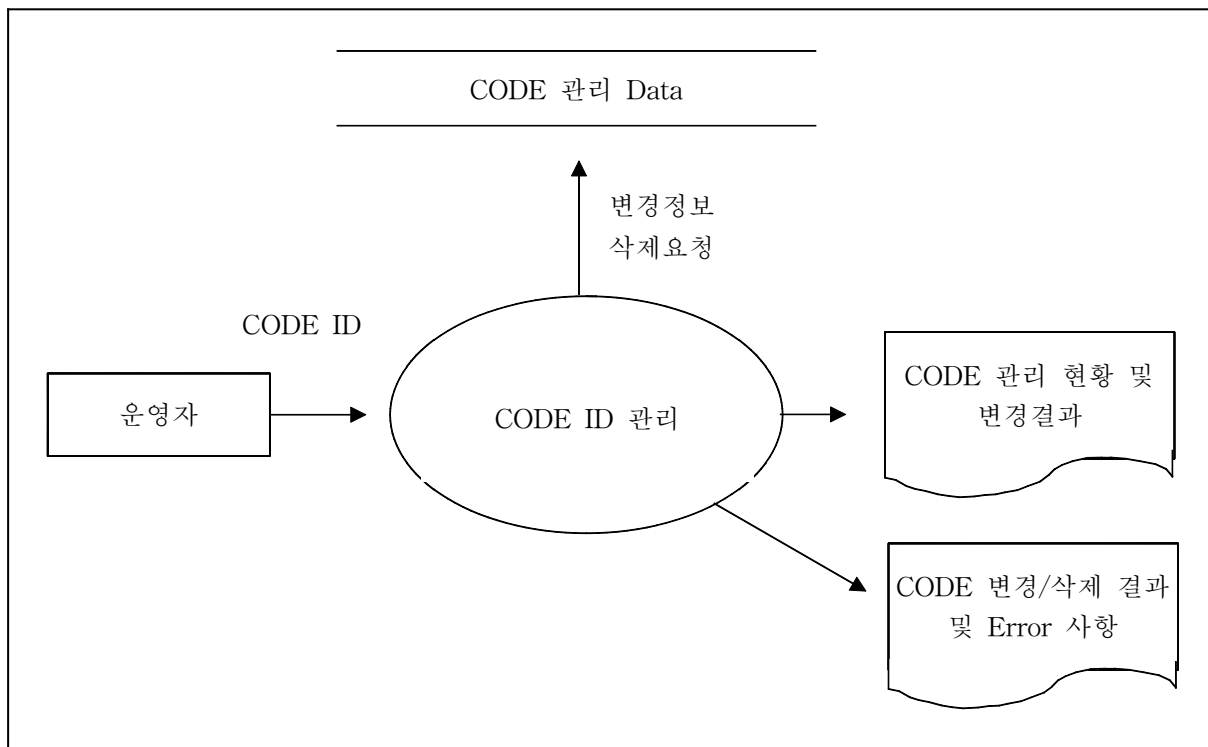 CODE 관리 Data
변경정보
삭제요청
CODE ID
운영자
CODE ID 관리
CODE 관리 현황 및
변경결과
CODE 변경/삭제 결과
및 Error 사항